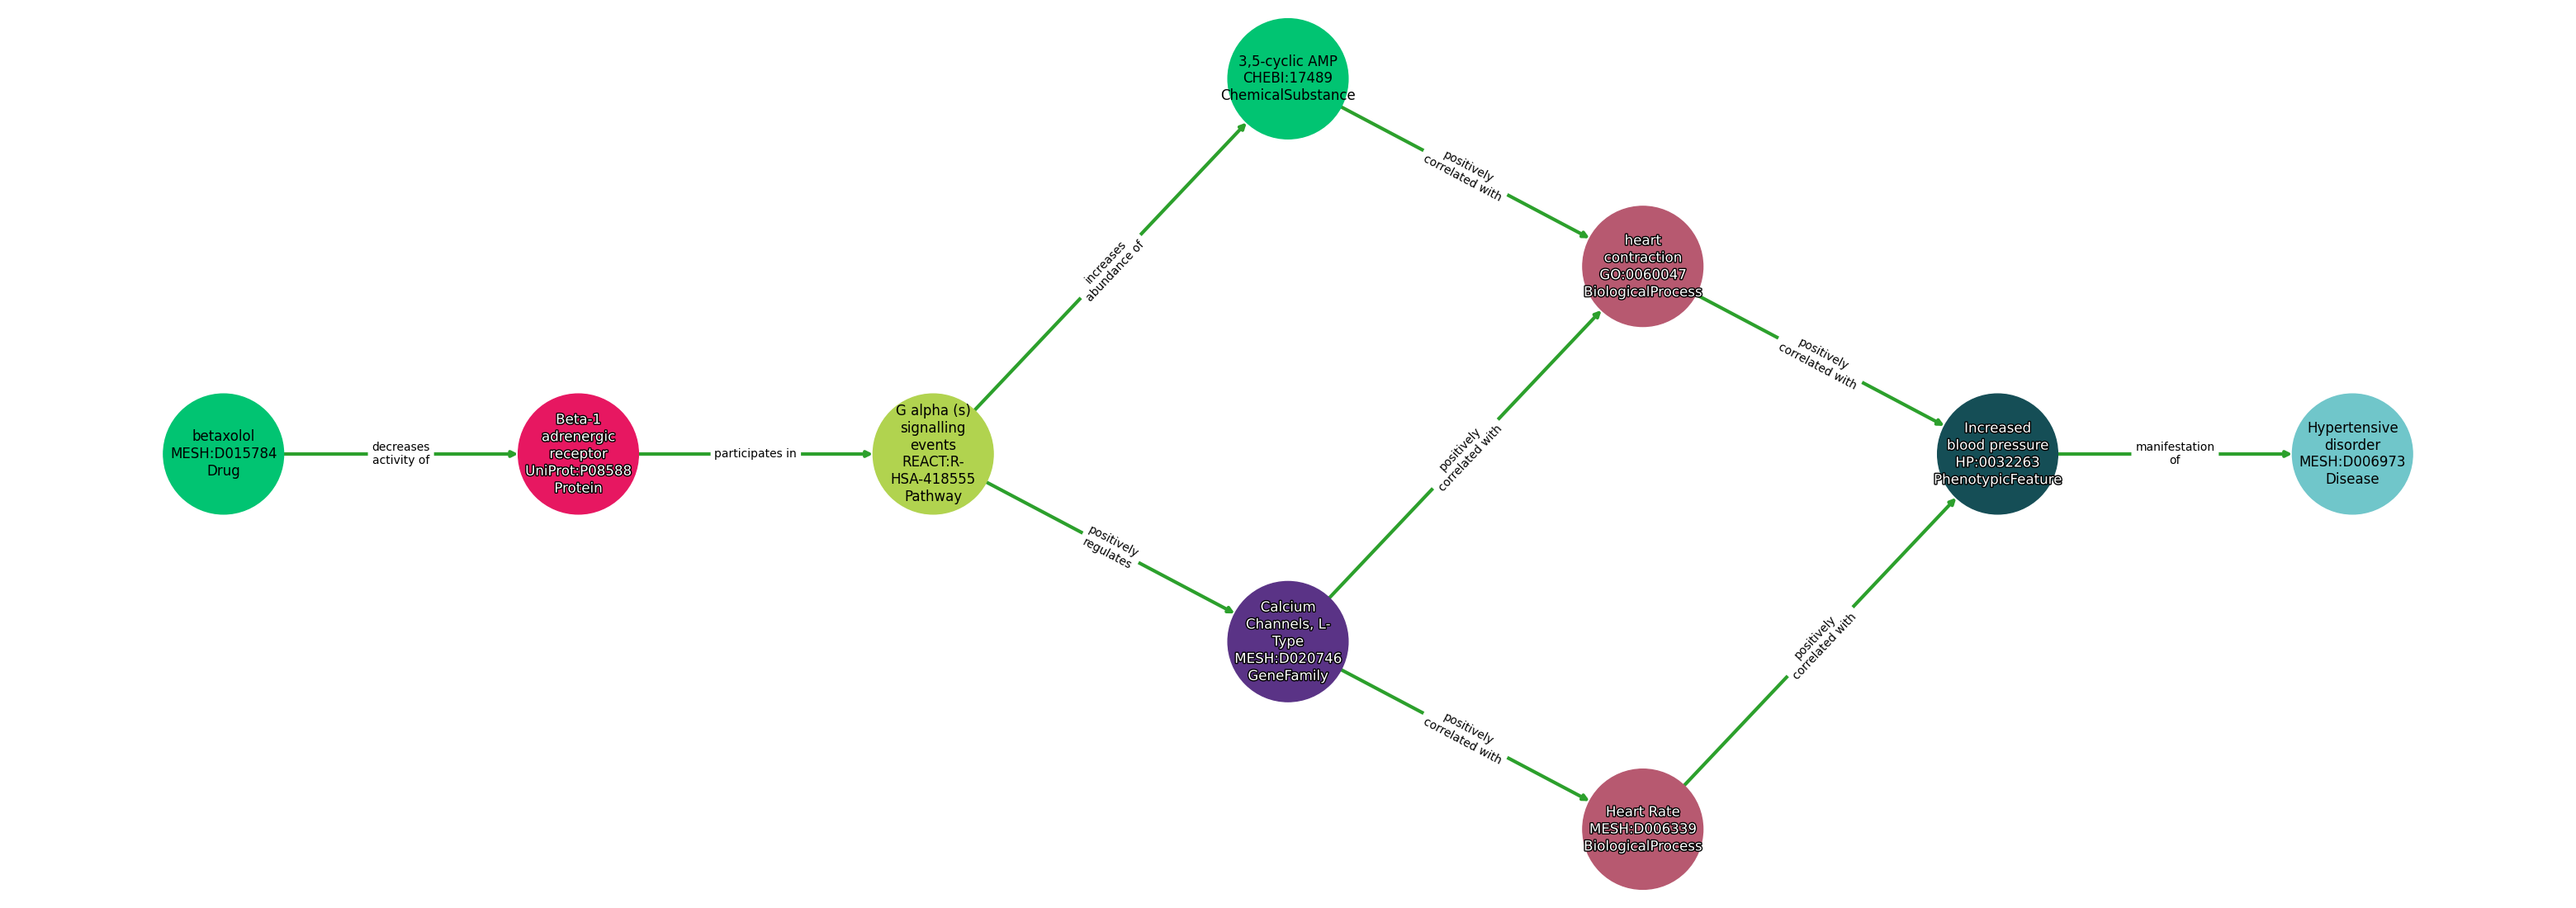 betaxolol
MESH:D015784
Drug
decreases
activity of
Beta-1
adrenergic
receptor
UniProt:P08588
Protein
participates in
G alpha (s)
signalling
events
REACT:R-
HSA-418555
Pathway
increases
abundance of
positively
regulates
3,5-cyclic AMP
CHEBI:17489
ChemicalSubstance
Calcium
Channels, L-
Type
MESH:D020746
GeneFamily
positively
correlated with
positively
correlated with
positively
correlated with
heart
contraction
GO:0060047
BiologicalProcess
Heart Rate
MESH:D006339
BiologicalProcess
positively
correlated with
positively
correlated with
Increased
blood pressure
HP:0032263
PhenotypicFeature
manifestation
of
Hypertensive
disorder
MESH:D006973
Disease